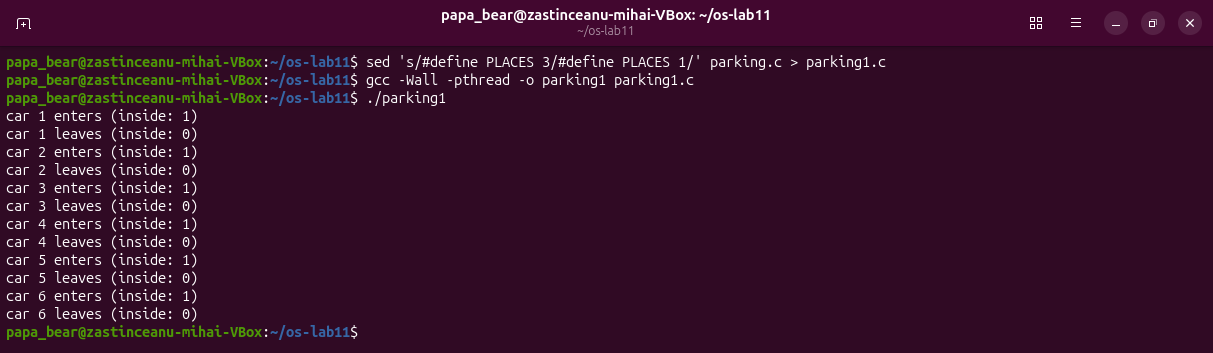 papa_bear@zastinceanu-mihai-VBox: ~/os-lab11
~/os-lab11
papa_bear@zastinceanu-mihai-VBox:~/os-lab11$ sed 's/#define PLACES 3/#define PLACES 1/' parking.c > parking1.c
papa_bear@zastinceanu-mihai-VBox:~/os-lab11$ gcc -Wall -pthread -o parking1 parking1.c
papa_bear@zastinceanu-mihai-VBox:~/os-lab11$ ./parking1
car 1 enters (inside: 1)
car 1 leaves (inside: 0)
car 2 enters (inside: 1)
car 2 leaves (inside: 0)
car 3 enters (inside: 1)
car 3 leaves (inside: 0)
car 4 enters (inside: 1)
car 4 leaves (inside: 0)
car 5 enters (inside: 1)
car 5 leaves (inside: 0)
car 6 enters (inside: 1)
car 6 leaves (inside: 0)
papa_bear@zastinceanu-mihai-VBox:~/os-lab11$